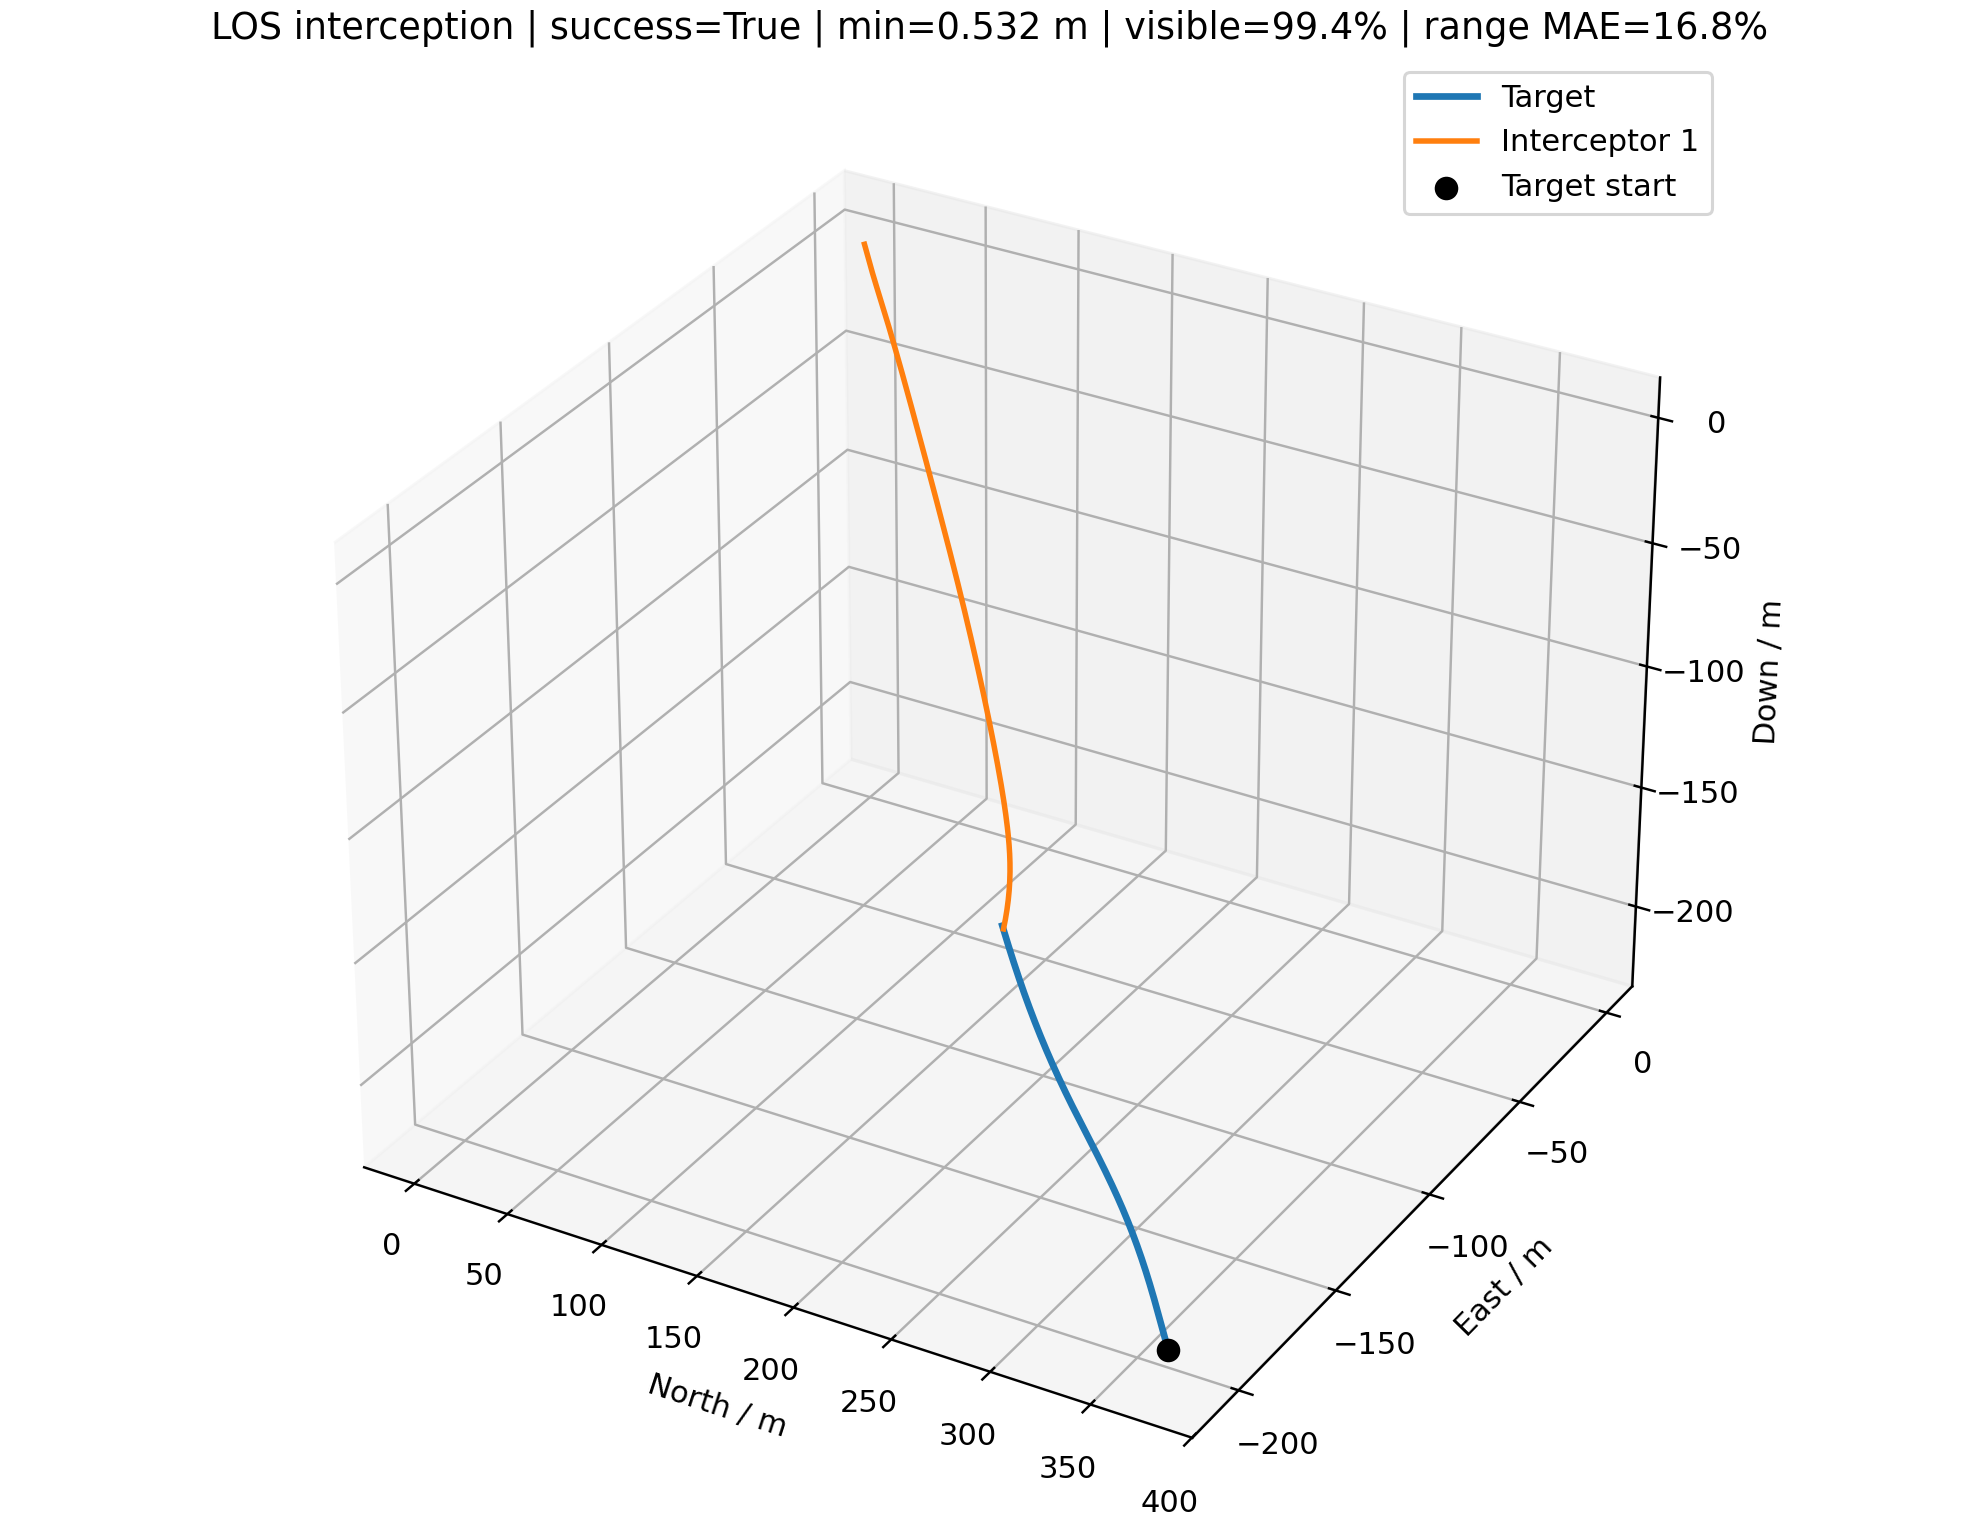 LOS interception | success=True | min=0.532 m | visible=99.4% | range MAE=16.8%
Target
Interceptor 1
Target start
0
−50
−100
−150
−200
Down / m
0
−50
−100
−150
−200
East / m
0
50
100
150
200
250
300
350
400
North / m